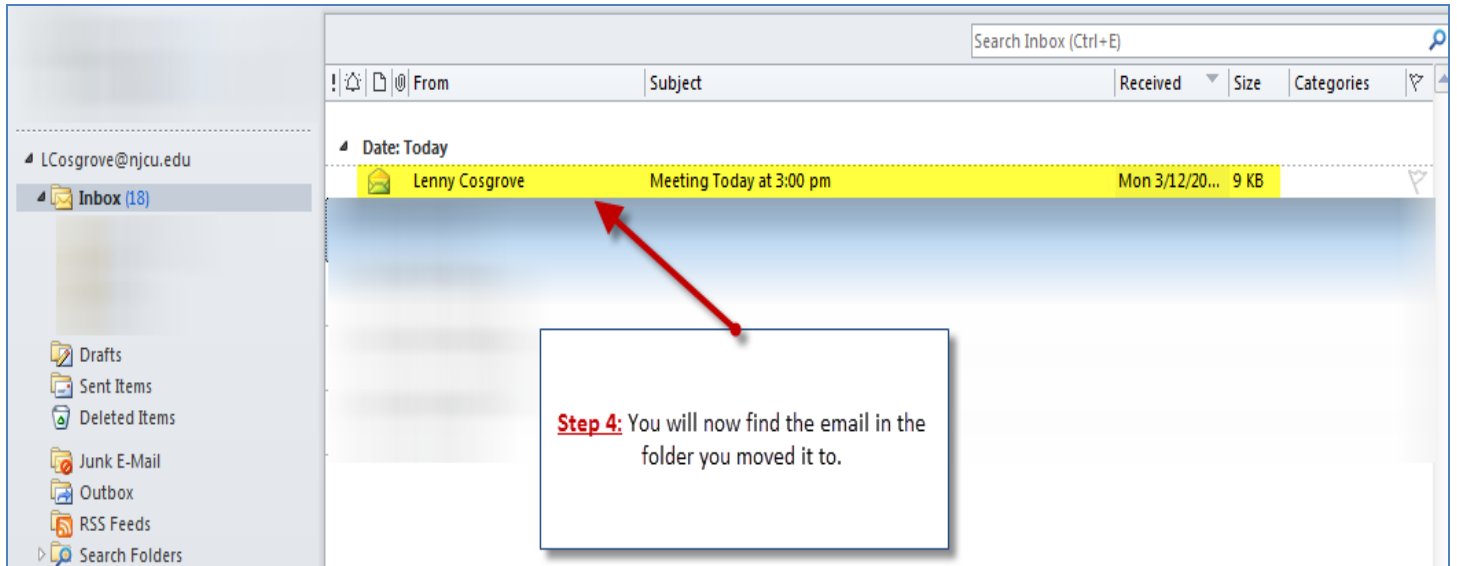 Search Inbox (Ctrl+E)
! From Subject Received Size Categories
LCosgrove@njcu.edu
Inbox (18)
Drafts
Sent Items
Deleted Items
Junk E-Mail
Outbox
RSS Feeds
Search Folders
Date: Today
Lenny Cosgrove Meeting Today at 3:00 pm Mon 3/12/20... 9 KB
Step 4: You will now find the email in the
folder you moved it to.